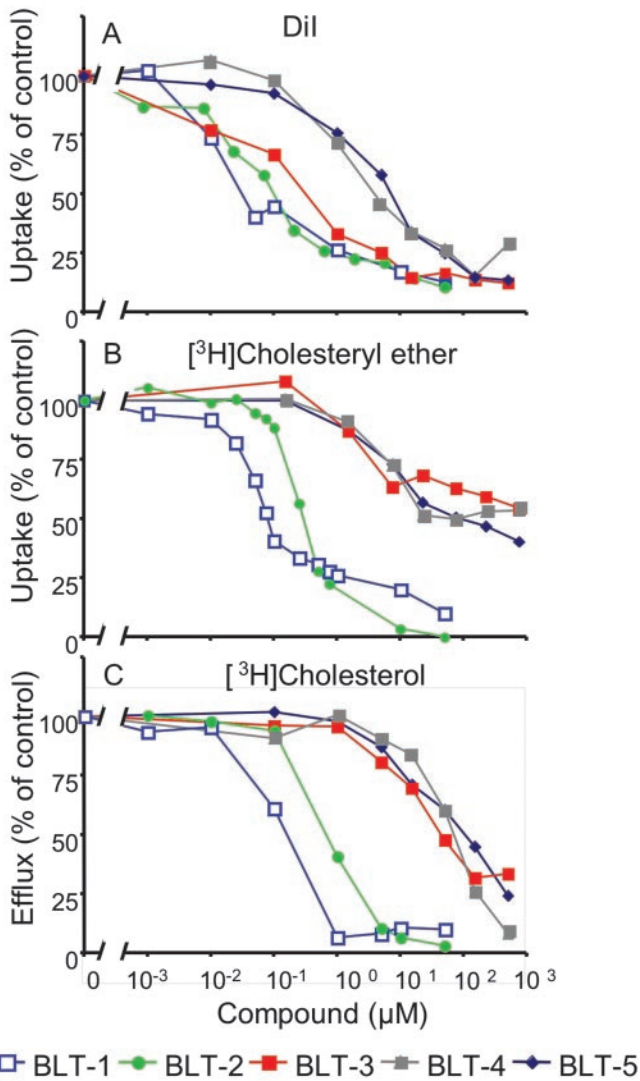 A
DiI
Uptake (% of control)
100
75
50
25
0
B
[³H]Cholesteryl ether
Uptake (% of control)
100
75
50
25
0
C
[³H]Cholesterol
Efflux (% of control)
100
75
50
25
0
0 10⁻³ 10⁻² 10⁻¹ 10⁰ 10¹ 10² 10³
Compound (µM)
BLT-1 BLT-2 BLT-3 BLT-4 BLT-5